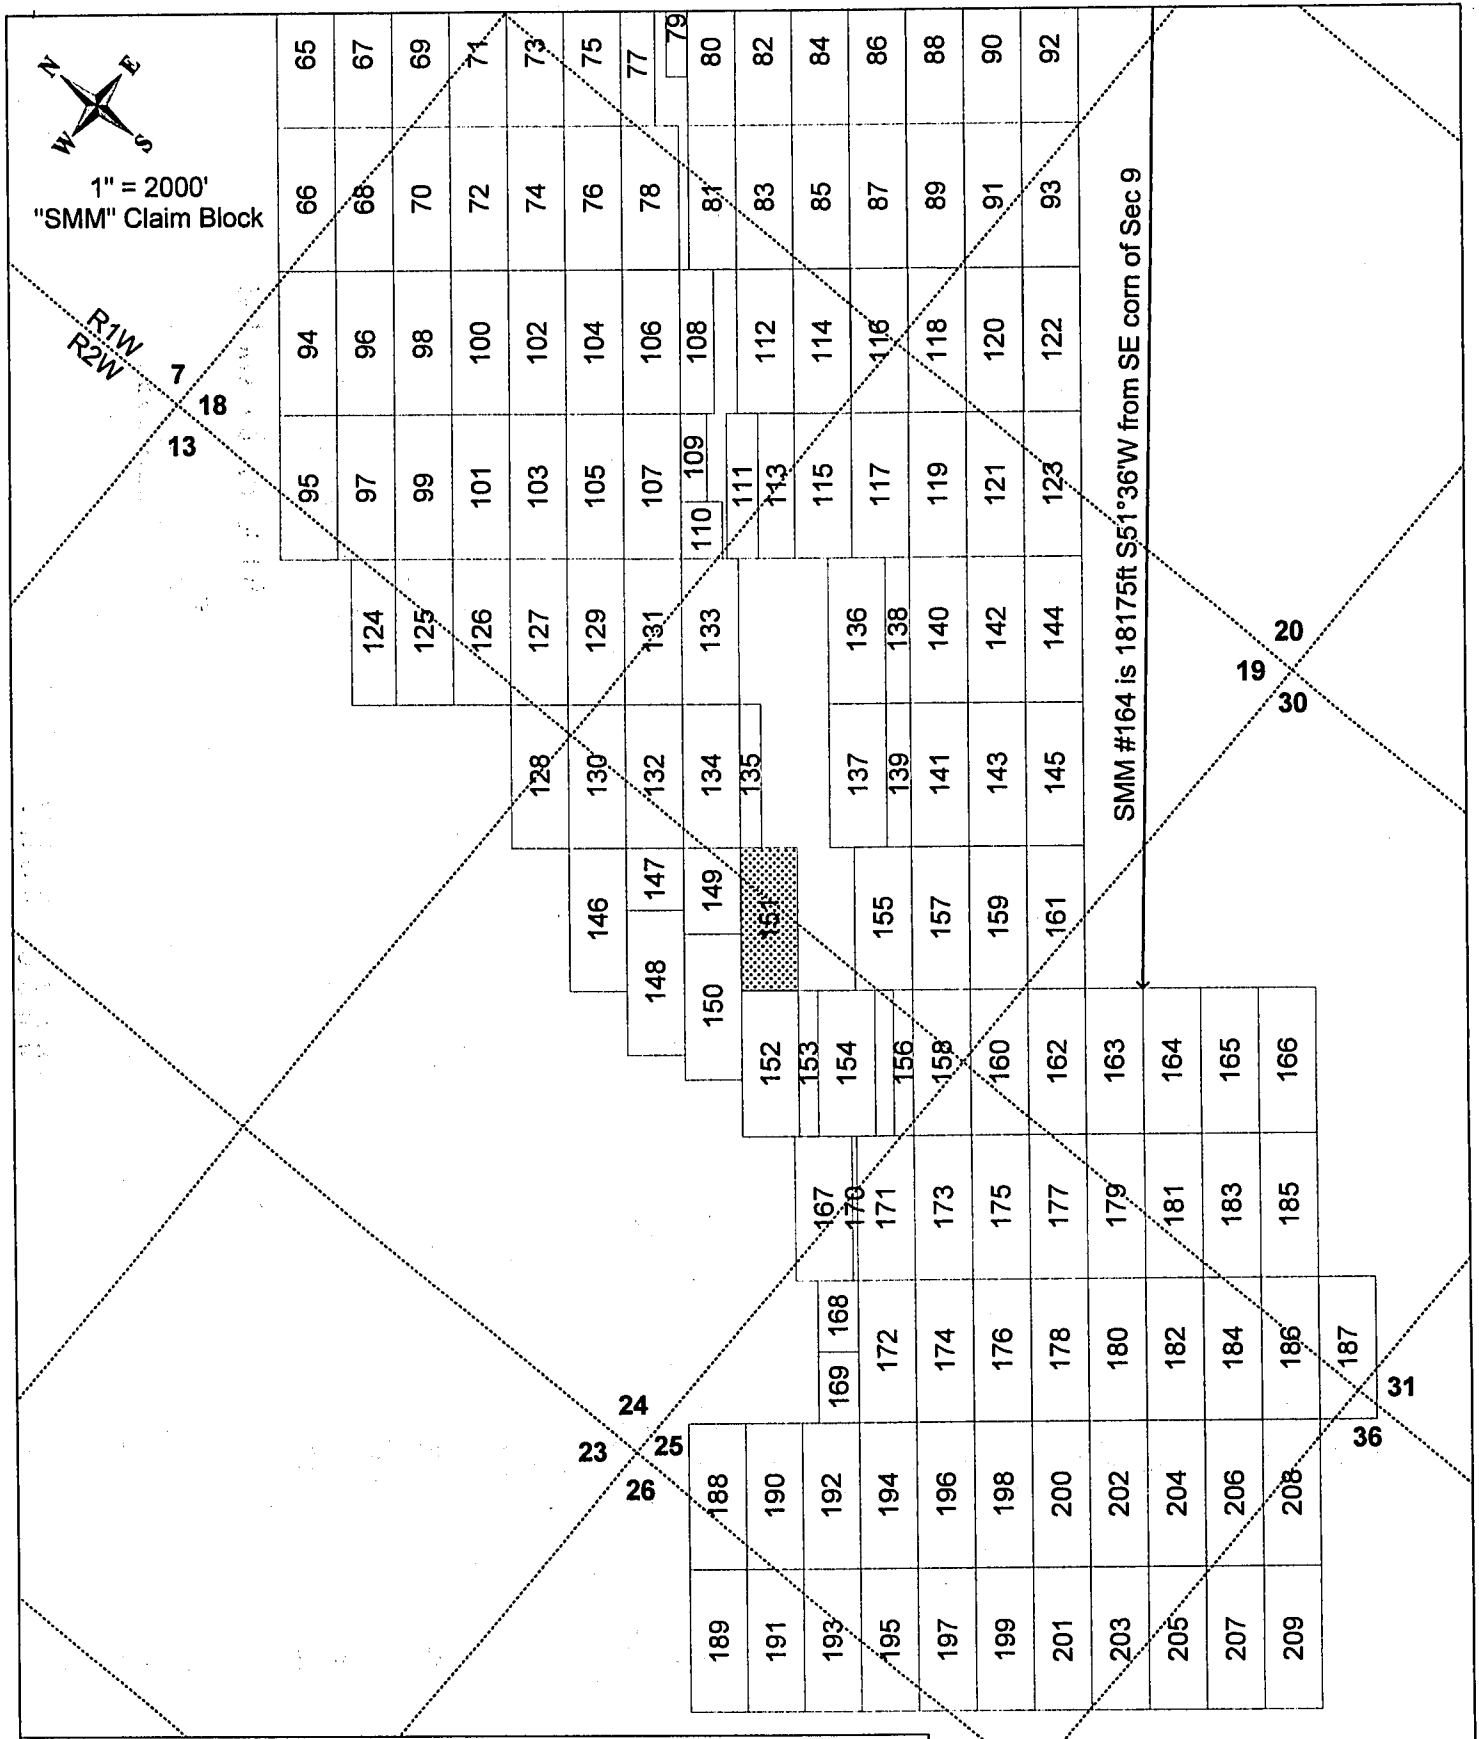 N E
W S
1" = 2000'
"SMM" Claim Block
65 67 69 71 73 75 77 79 80 82 84 86 88 90 92
66 68 70 72 74 76 78 81 83 85 87 89 91 93
R1W
R2W
94 96 98 100 102 104 106 108 112 114 116 118 120 122
7
18
13
95 97 99 101 103 105 107 109 111 113 115 117 119 121 123
110
SMM #164 is 18175ft S51°36'W from SE corn of Sec 9
124 125 126 127 129 131 133 136 138 140 142 144
20
19
30
128 130 132 134 135 137 139 141 143 145
146 147 149 151 155 157 159 161
148 150 152 153 154 156 158 160 162 163 164 165 166
167 170 171 173 175 177 179 181 183 185
168
169 172 174 176 178 180 182 184 186 187
24
31
23 25
36
26
188 190 192 194 196 198 200 202 204 206 208
189 191 193 195 197 199 201 203 205 207 209